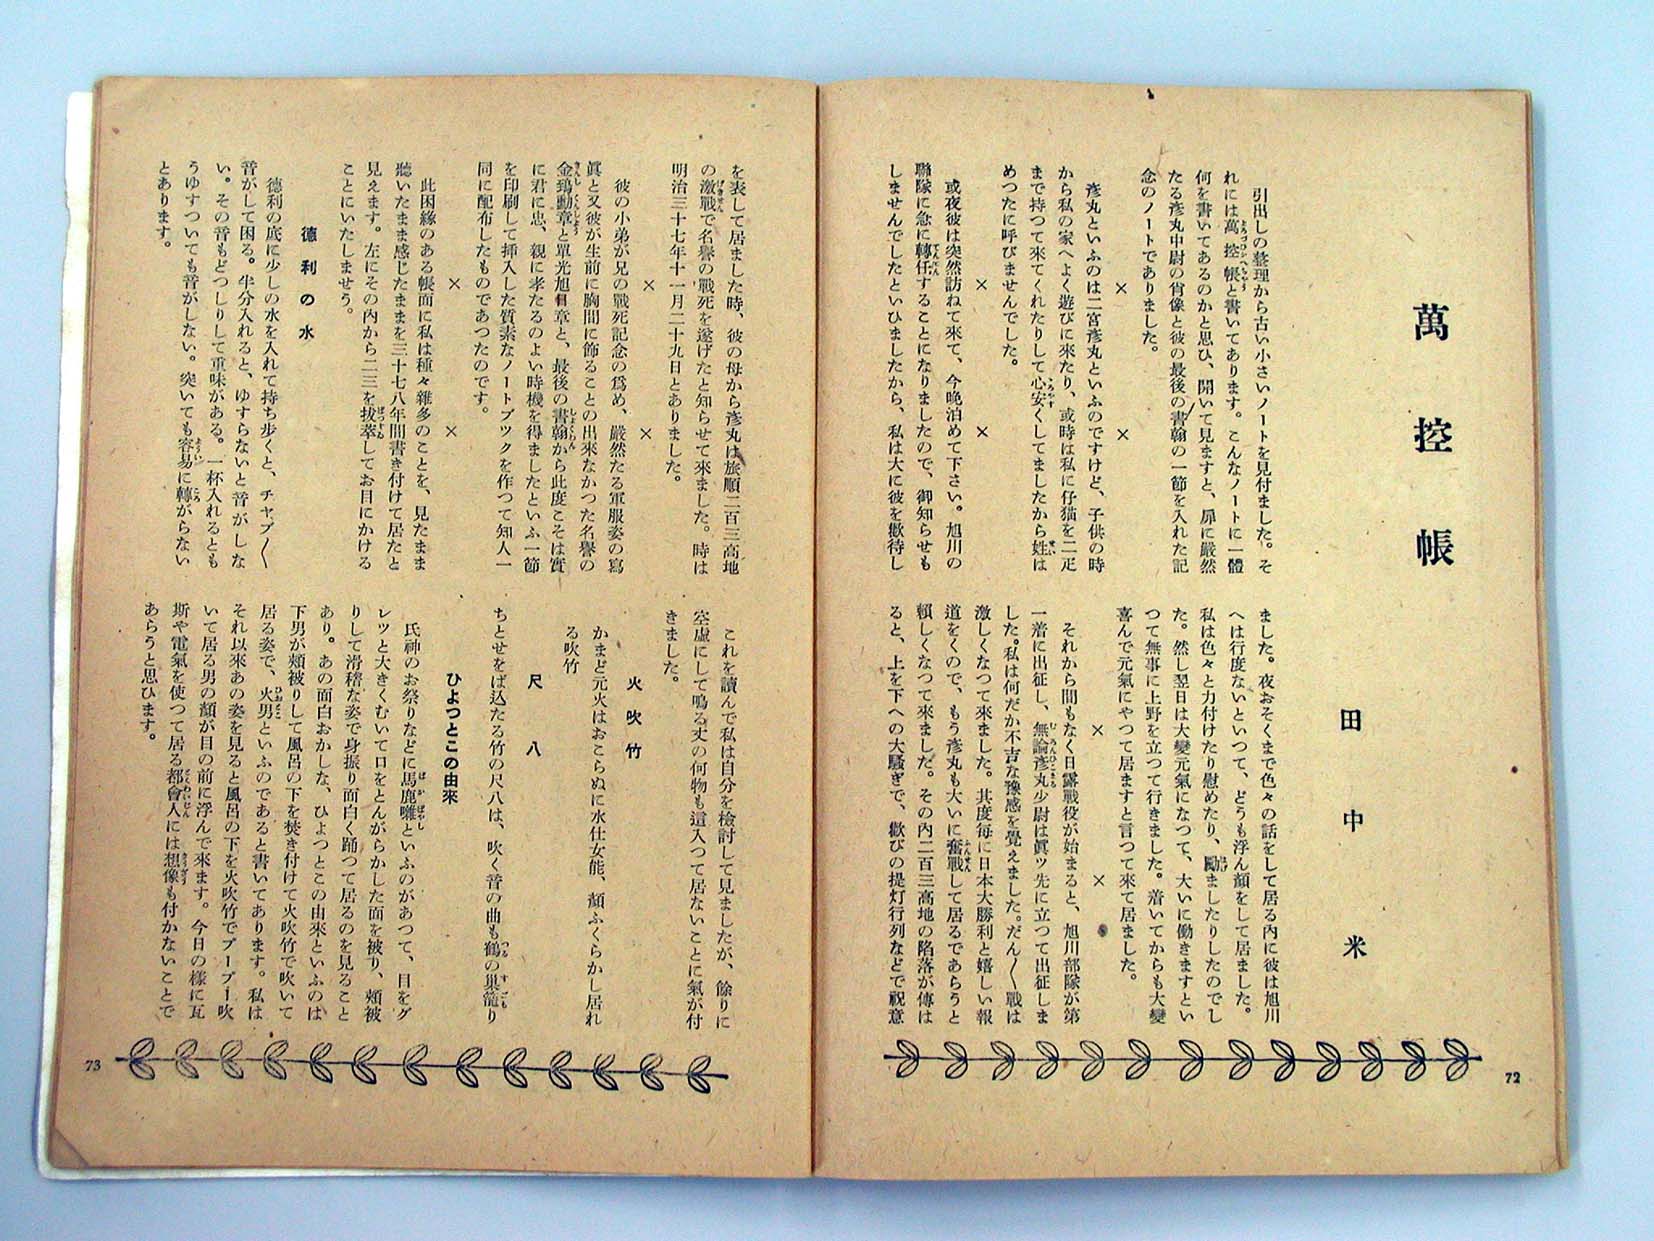 萬控帳
田中米
引出しの整理から古い小さいノートを見付ました。そ
れには萬控帳と書いてあります。こんなノートに一體
何を書いてあるのかと思ひ、開いて見ますと、扉に嚴然
たる彦丸中尉の肖像と彼の最後の書翰の一節を入れた記
念のノートでありました。
× ×
彦丸といふのは二宮彦丸といふのですけど、子供の時
から私の家へよく遊びに來たり、或時は私に仔猫を二疋
まで持つて來てくれたりして心安くしてましたから姓は
めつたに呼びませんでした。
× ×
或夜彼は突然訪ねて來て、今晩泊めて下さい。旭川の
聯隊に急に轉任することになりましたので、御知らせも
しませんでしたといひましたから、私は大に彼を歡待し
ました。夜おそくまで色々の話をして居る内に彼は旭川
へは行度ないといつて、どうも浮ん顏をして居ました。
私は色々と力付けたり慰めたり、勵ましたりしたのでし
た。然し翌日は大變元氣になつて、大いに働きますとい
つて無事に上野を立つて行きました。着いてからも大變
喜んで元氣にやつて居ますと言つて來て居ました。
× ×
それから間もなく日露戰役が始まると、旭川部隊が第
一着に出征し、無論彦丸少尉は眞ッ先に立つて出征しま
した。私は何だか不吉な豫感を覺えました。だん〱戰は
激しくなつて來ました。其度毎に日本大勝利と嬉しい報
道をくので、もう彦丸も大いに奮戰して居るであらうと
頼しくなつて來ました。その内二百三高地の陷落が傳は
ると、上を下への大騷ぎで、歡びの提灯行列などで祝意
72
を表して居ました時、彼の母から彦丸は旅順二百三高地
の激戰で名譽の戰死を遂げたと知らせて來ました。時は
明治三十七年十一月二十九日とありました。
× ×
彼の小弟が兄の戰死記念の爲め、嚴然たる軍服姿の寫
眞と又彼が生前に胸間に飾ることの出來なかつた名譽の
金鵄勳章と單光旭日章と、最後の書翰から此度こそは實
に君に忠、親に孝たるのよい時機を得ましたといふ一節
を印刷して挿入した質素なノートブックを作つて知人一
同に配布したものであつたのです。
× ×
此因緣のある帳面に私は種々雜多のことを、見たまま
聽いたまま感じたままを三十七八年間書き付けて居たと
見えます。左にその内から二三を拔萃してお目にかける
ことにいたしませう。
德利の水
德利の底に少しの水を入れて持ち步くと、チヤブ〱
音がして困る。半分入れると、ゆすらないと音がしな
い。その音もどつしりして重味がある。一杯入れるとも
うゆすついても音がしない。突いても容易に轉がらない
とあります。
これを讀んで私は自分を檢討して見ましたが、餘りに
空虛にして鳴る丈の何物も這入つて居ないことに氣が付
きました。
火吹竹
かまど元火はおこらぬに水仕女能、顏ふくらかし居れ
る吹竹
尺八
ちとせをば込たる竹の尺八は、吹く音の曲も鶴の巢籠り
ひよつとこの由來
氏神のお祭りなどに馬鹿囃といふのがあつて、目をグ
レツと大きくむいて口をとんがらかした面を被り、頰被
りして滑稽な姿で身振り面白く踊つて居るのを見ること
あり。あの面白おかしな、ひよつとこの由來といふのは
下男が頰被りして風呂の下を焚き付けて火吹竹で吹いて
居る姿で、火男といふのであると書いてあります。私は
それ以來あの姿を見ると風呂の下を火吹竹でプープー吹
いて居る男の顏が目の前に浮んで來ます。今日の樣に瓦
斯や電氣を使つて居る都會人には想像も付かないことで
あらうと思ひます。
73